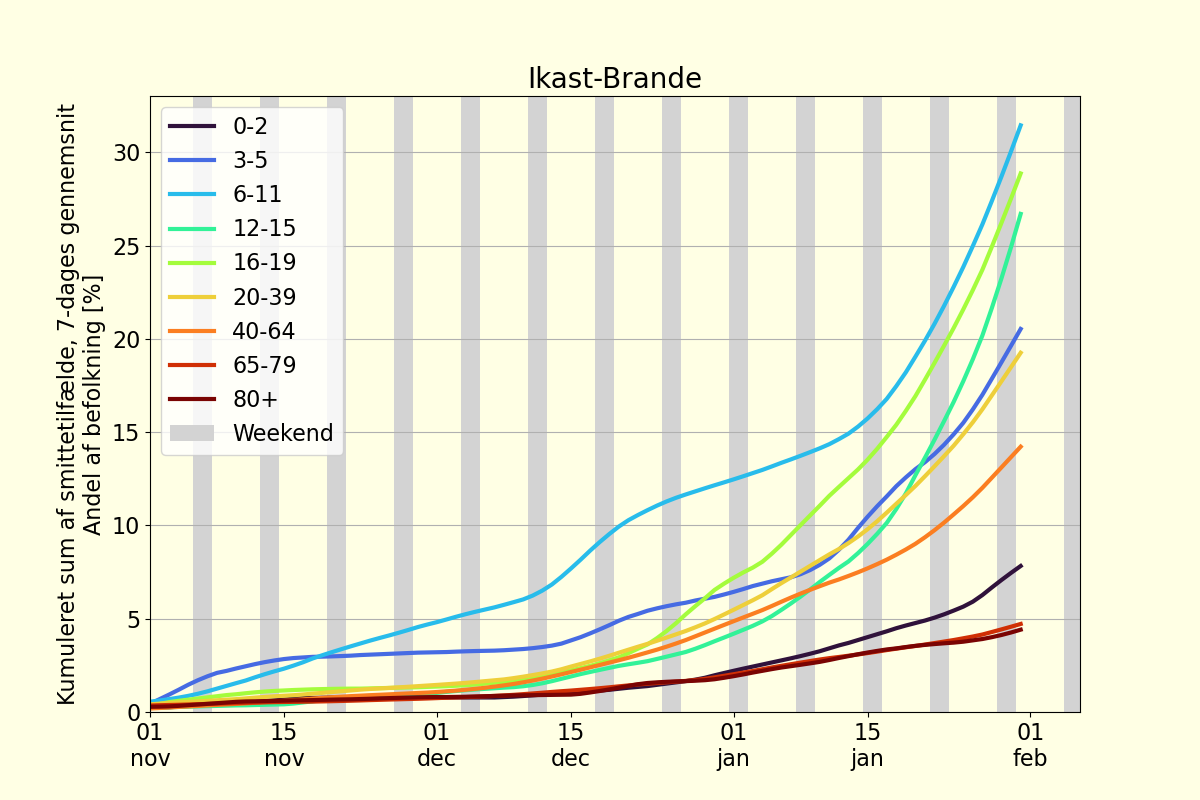 Ikast-Brande
Kumuleret sum af smittetilfælde, 7-dages gennemsnit
Andel af befolkning [%]
30
25
20
15
10
5
0
0-2
3-5
6-11
12-15
16-19
20-39
40-64
65-79
80+
Weekend
01 15 01 15 01 15 01
nov nov dec dec jan jan feb